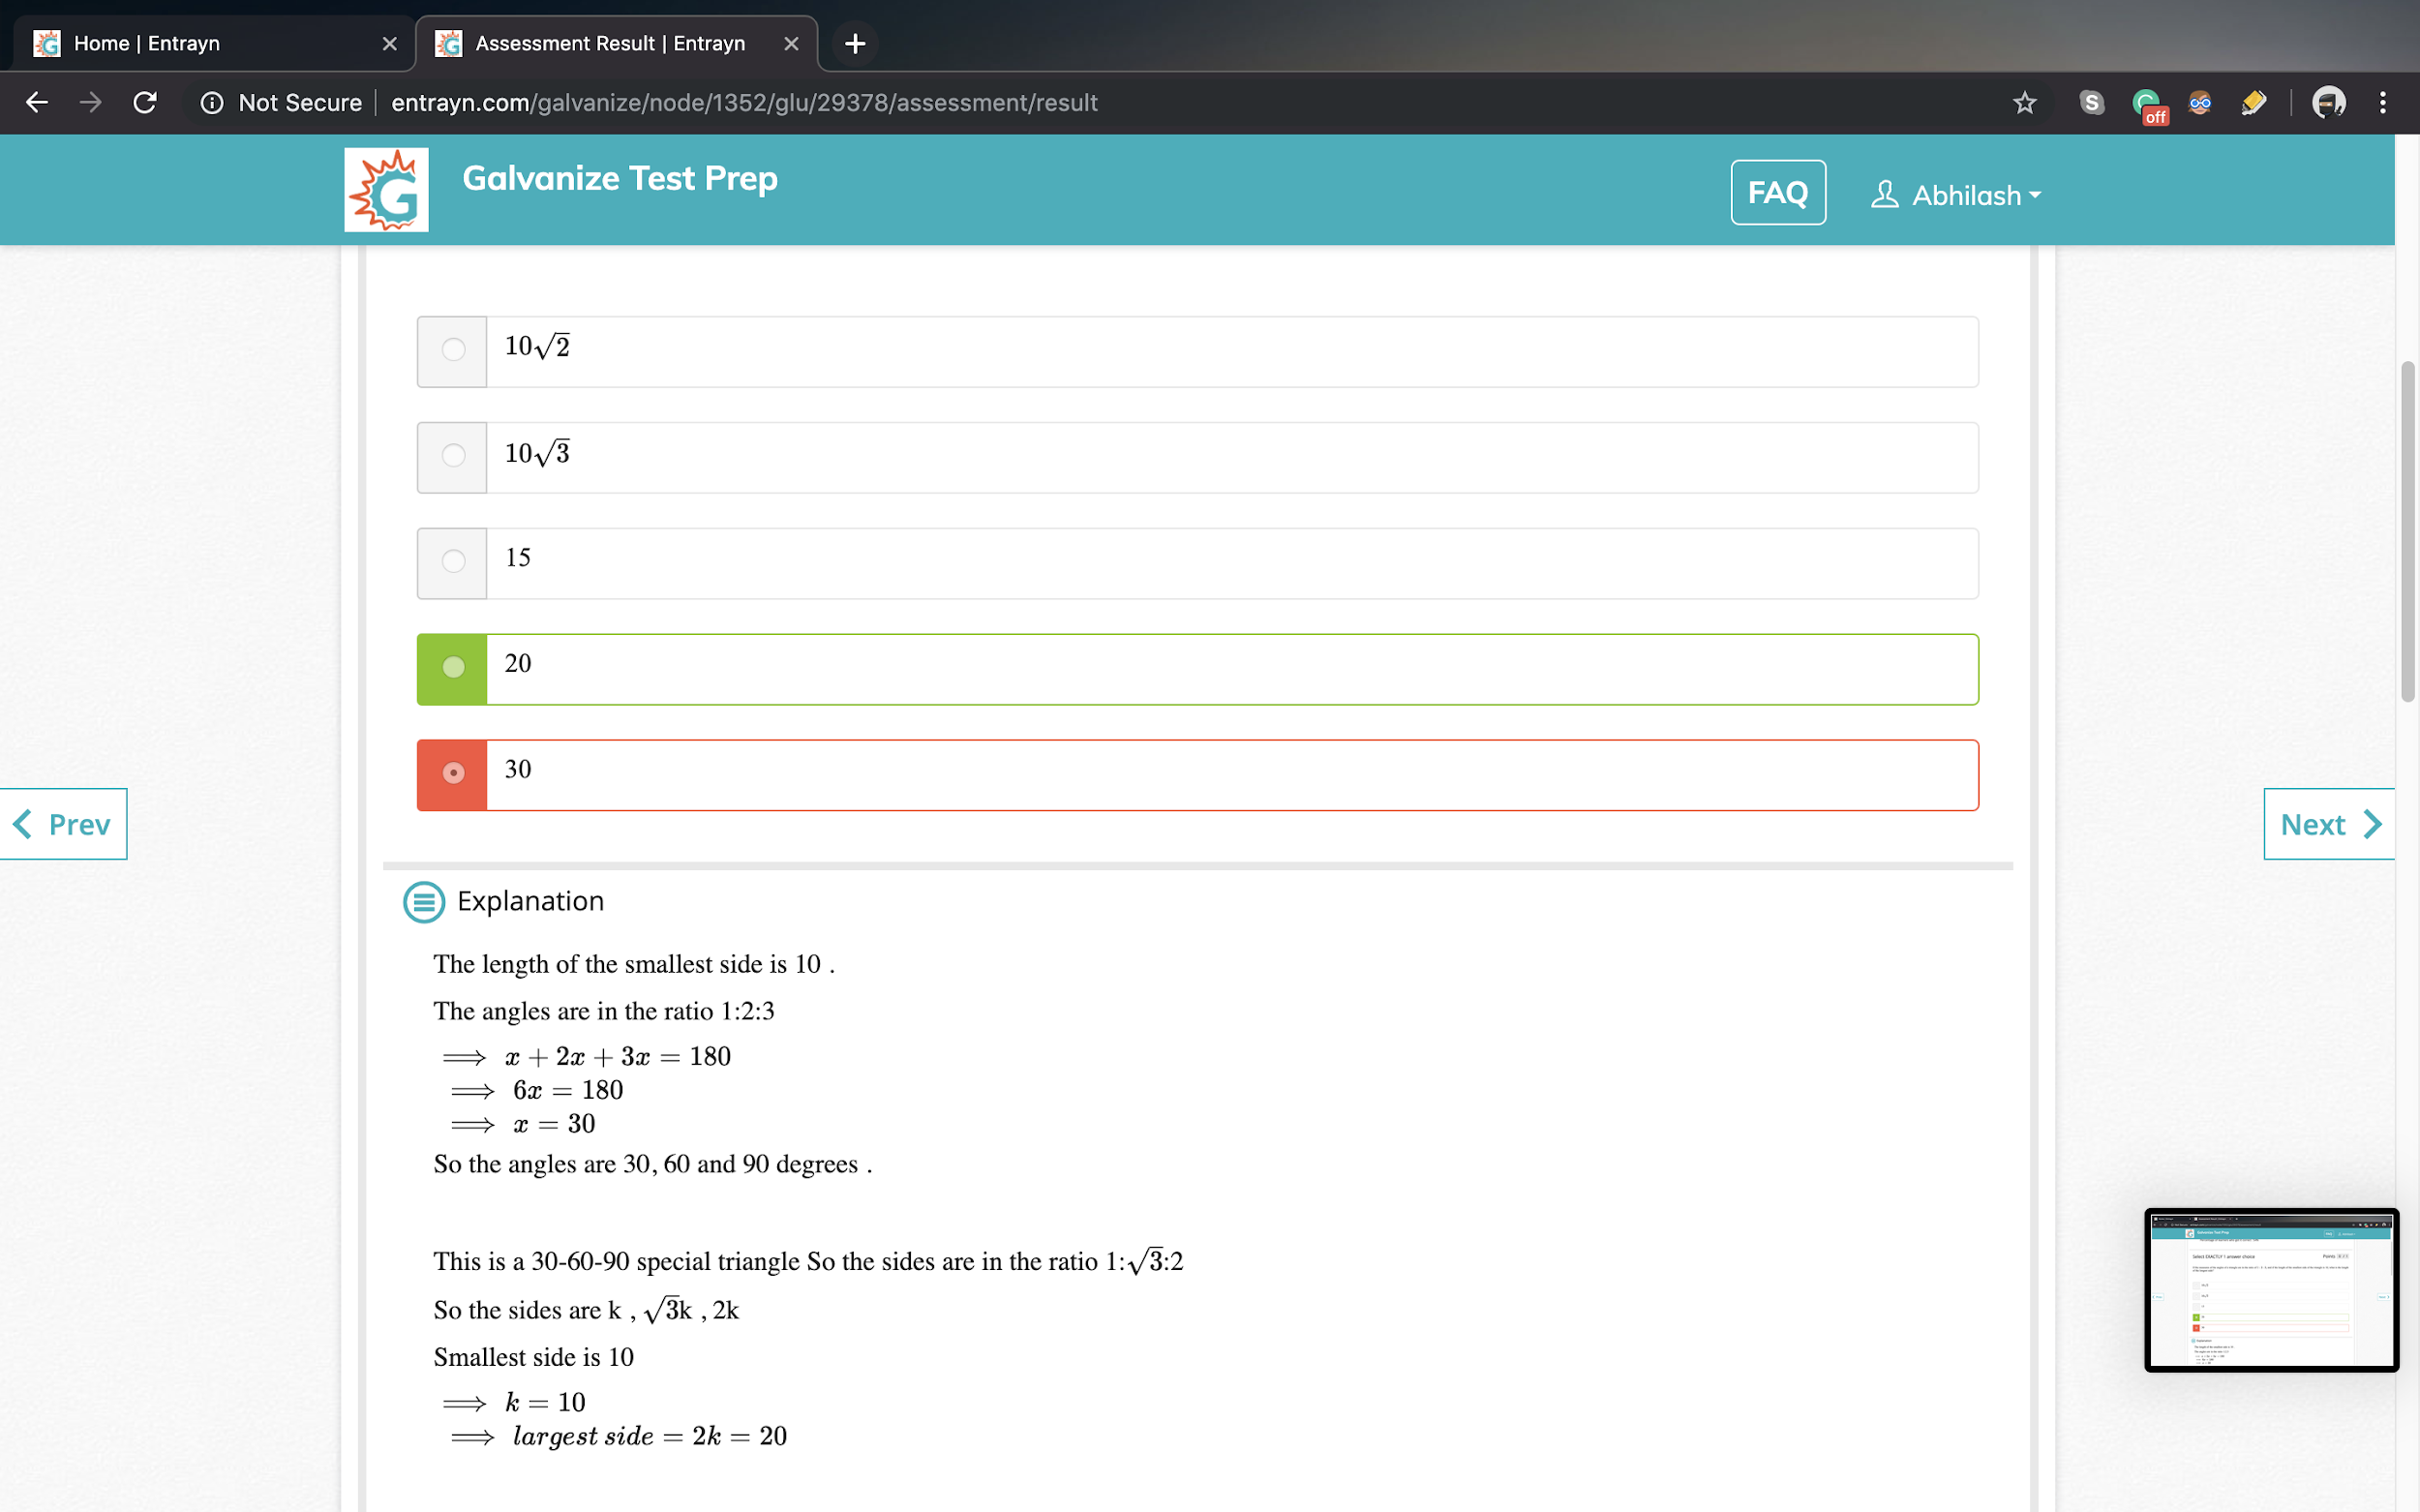 Home | Entrayn
Assessment Result | Entrayn
Not Secure
entrayn.com/galvanize/node/1352/glu/29378/assessment/result
off
Galvanize Test Prep
FAQ
Abhilash
10√2
10√3
15
20
30
Prev
Next
Explanation
The length of the smallest side is 10 .
The angles are in the ratio 1:2:3
⟹ x + 2x + 3x = 180
⟹ 6x = 180
⟹ x = 30
So the angles are 30, 60 and 90 degrees .
This is a 30-60-90 special triangle So the sides are in the ratio 1:√3:2
So the sides are k , √3k , 2k
Smallest side is 10
⟹ k = 10
⟹ largest side = 2k = 20